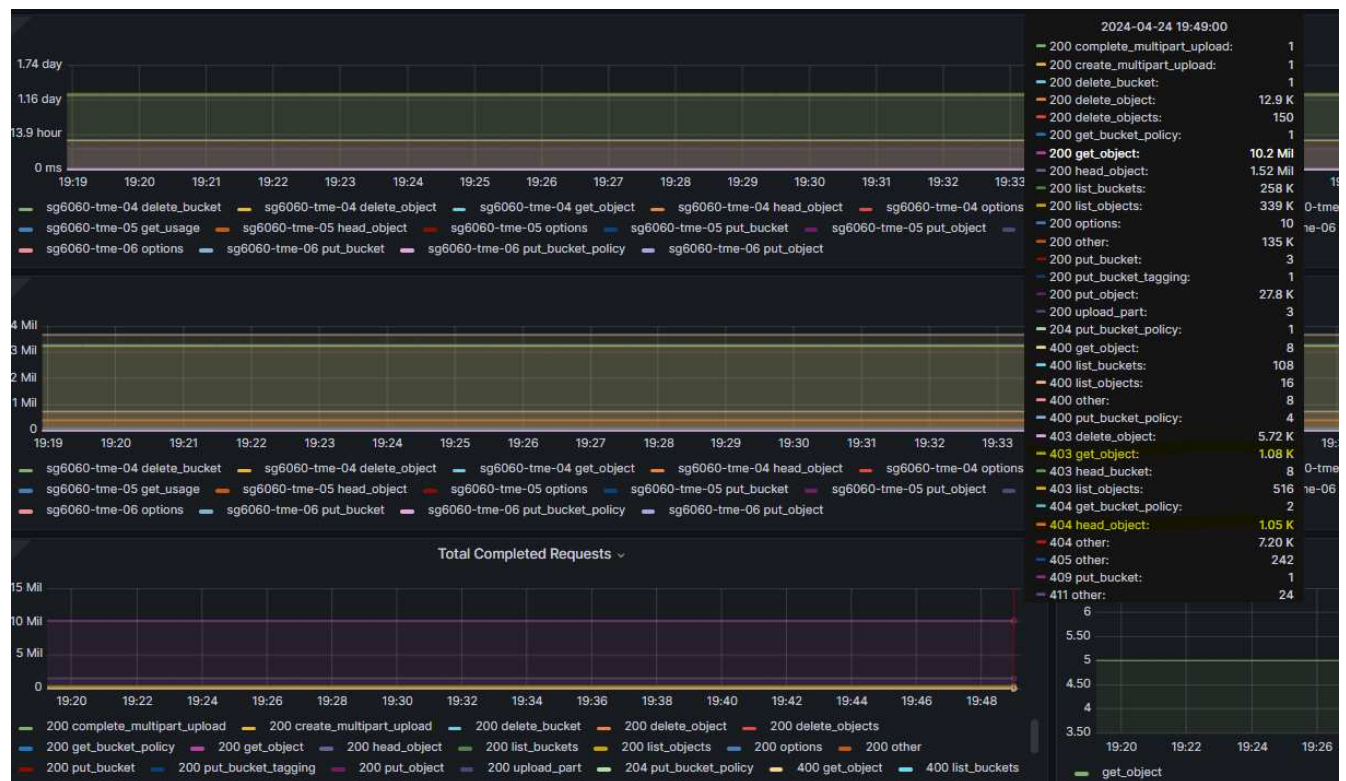 1.74 day
1.16 day
13.9 hour
0 ms
19:19 19:20 19:21 19:22 19:23 19:24 19:25 19:26 19:27 19:28 19:29 19:30 19:31 19:32 19:33
sg6060-tme-04 delete_bucket sg6060-tme-04 delete_object sg6060-tme-04 get_object sg6060-tme-04 head_object sg6060-tme-04 options
sg6060-tme-05 get_usage sg6060-tme-05 head_object sg6060-tme-05 options sg6060-tme-05 put_bucket sg6060-tme-05 put_object
sg6060-tme-06 options sg6060-tme-06 put_bucket sg6060-tme-06 put_bucket_policy sg6060-tme-06 put_object
4 Mil
3 Mil
2 Mil
1 Mil
0
19:19 19:20 19:21 19:22 19:23 19:24 19:25 19:26 19:27 19:28 19:29 19:30 19:31 19:32 19:33
sg6060-tme-04 delete_bucket sg6060-tme-04 delete_object sg6060-tme-04 get_object sg6060-tme-04 head_object sg6060-tme-04 options
sg6060-tme-05 get_usage sg6060-tme-05 head_object sg6060-tme-05 options sg6060-tme-05 put_bucket sg6060-tme-05 put_object
sg6060-tme-06 options sg6060-tme-06 put_bucket sg6060-tme-06 put_bucket_policy sg6060-tme-06 put_object
2024-04-24 19:49:00
200 complete_multipart_upload: 1
200 create_multipart_upload: 1
200 delete_bucket: 1
200 delete_object: 12.9 K
200 delete_objects: 150
200 get_bucket_policy: 1
200 get_object: 10.2 Mil
200 head_object: 1.52 Mil
200 list_buckets: 258 K
200 list_objects: 339 K
200 options: 10
200 other: 135 K
200 put_bucket: 3
200 put_bucket_tagging: 1
200 put_object: 27.8 K
200 upload_part: 3
204 put_bucket_policy: 1
400 get_object: 8
400 list_buckets: 108
400 list_objects: 16
400 other: 8
400 put_bucket_policy: 4
403 delete_object: 5.72 K
403 get_object: 1.08 K
403 head_bucket: 8
403 list_objects: 516
404 get_bucket_policy: 2
404 head_object: 1.05 K
404 other: 7.20 K
405 other: 242
409 put_bucket: 1
411 other: 24
Total Completed Requests
15 Mil
10 Mil
5 Mil
0
19:20 19:22 19:24 19:26 19:28 19:30 19:32 19:34 19:36 19:38 19:40 19:42 19:44 19:46 19:48
200 complete_multipart_upload 200 create_multipart_upload 200 delete_bucket 200 delete_object 200 delete_objects
200 get_bucket_policy 200 get_object 200 head_object 200 list_buckets 200 list_objects 200 options 200 other
200 put_bucket 200 put_bucket_tagging 200 put_object 200 upload_part 204 put_bucket_policy 400 get_object 400 list_buckets
6
5.50
5
4.50
4
3.50
19:20 19:22 19:24 19:26
get_object